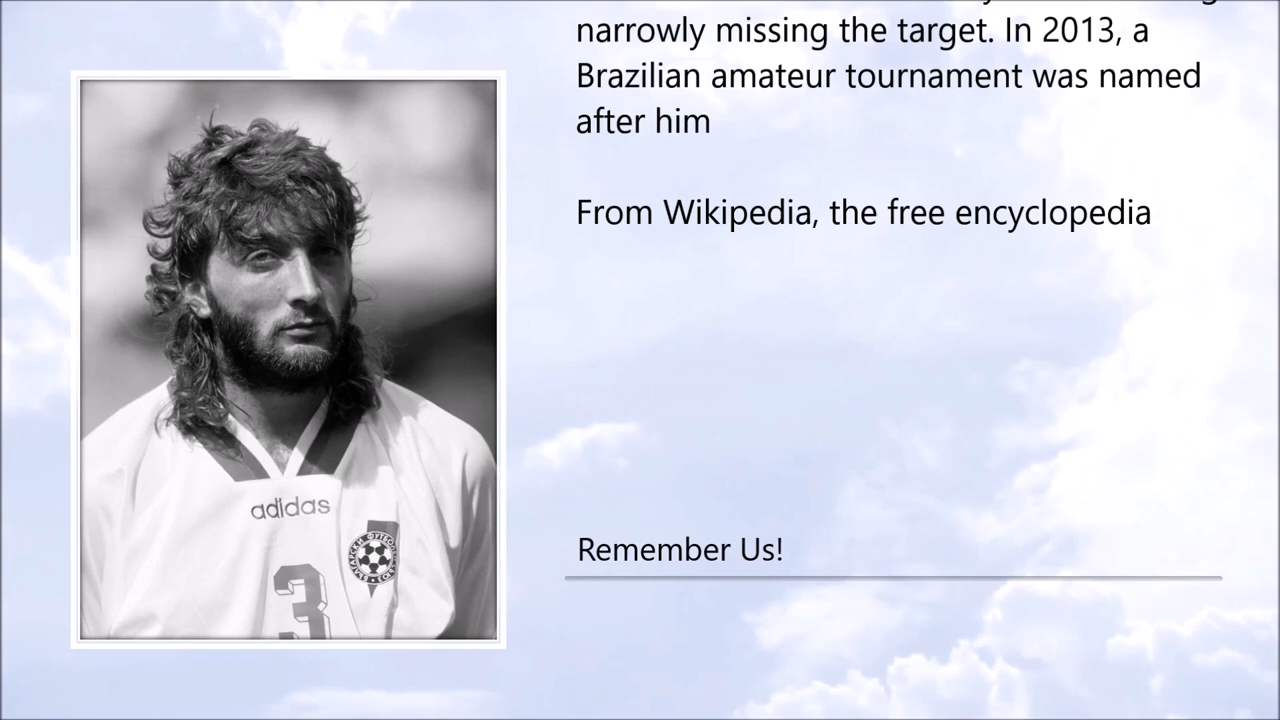 narrowly missing the target. In 2013, a
Brazilian amateur tournament was named
after him
From Wikipedia, the free encyclopedia
adidas
3
Remember Us!